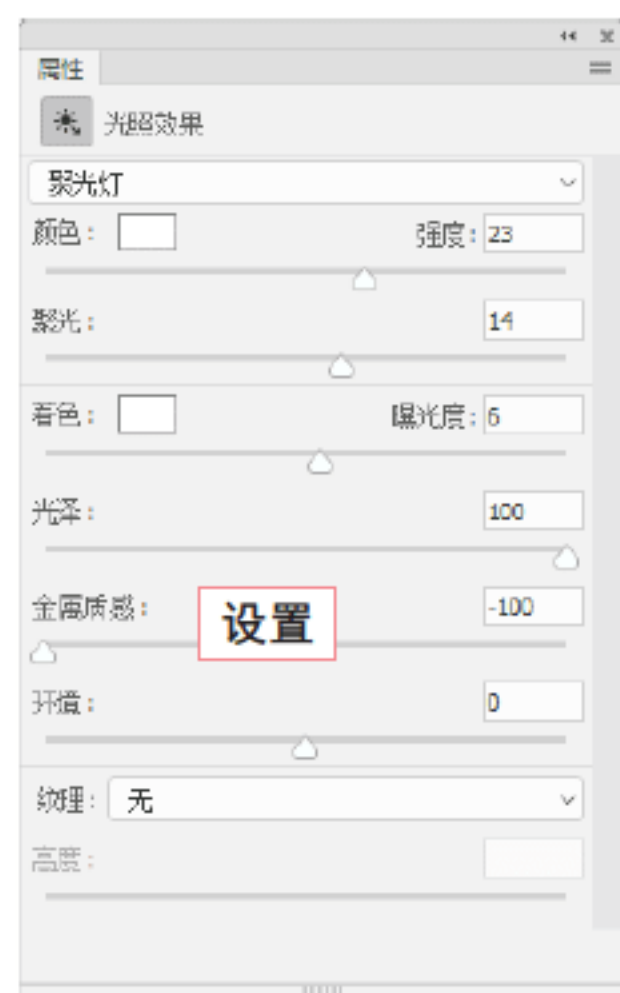 属性
光照效果
聚光灯
颜色： 强度：23
聚光： 14
着色： 曝光度：6
光泽： 100
金属质感： -100
设置
环境： 0
纹理： 无
高度：